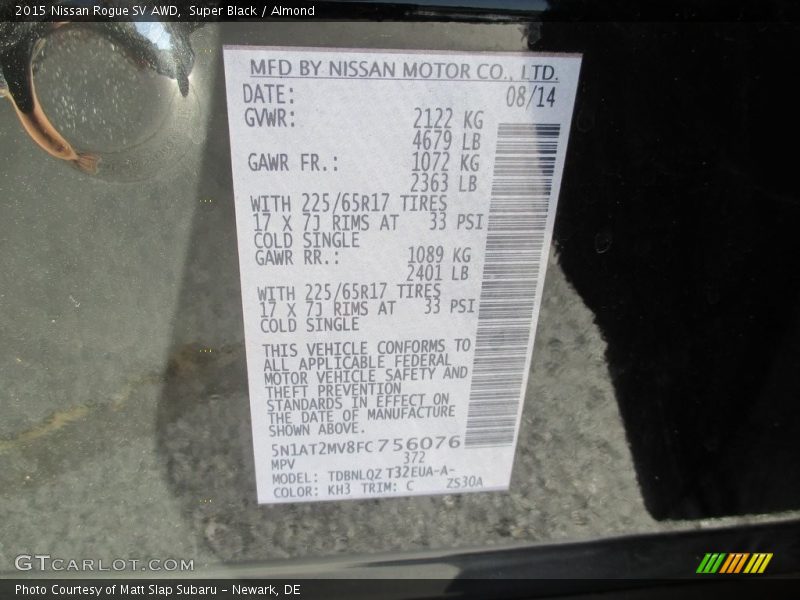 2015 Nissan Rogue SV AWD,  Super Black / Almond
MFD BY NISSAN MOTOR CO., LTD.
DATE: 08/14
GVWR: 2122 KG
4679 LB
GAWR FR.: 1072 KG
2363 LB
WITH 225/65R17 TIRES
17 X 7J RIMS AT 33 PSI
COLD SINGLE
GAWR RR.: 1089 KG
2401 LB
WITH 225/65R17 TIRES
17 X 7J RIMS AT 33 PSI
COLD SINGLE
THIS VEHICLE CONFORMS TO
ALL APPLICABLE FEDERAL
MOTOR VEHICLE SAFETY AND
THEFT PREVENTION
STANDARDS IN EFFECT ON
THE DATE OF MANUFACTURE
SHOWN ABOVE.
5N1AT2MV8FC756076
MPV 372
MODEL: TDBNLQZ T32EUA-A-
COLOR: KH3 TRIM: C ZS30A
GTCARLOT.COM
Photo Courtesy of Matt Slap Subaru - Newark, DE